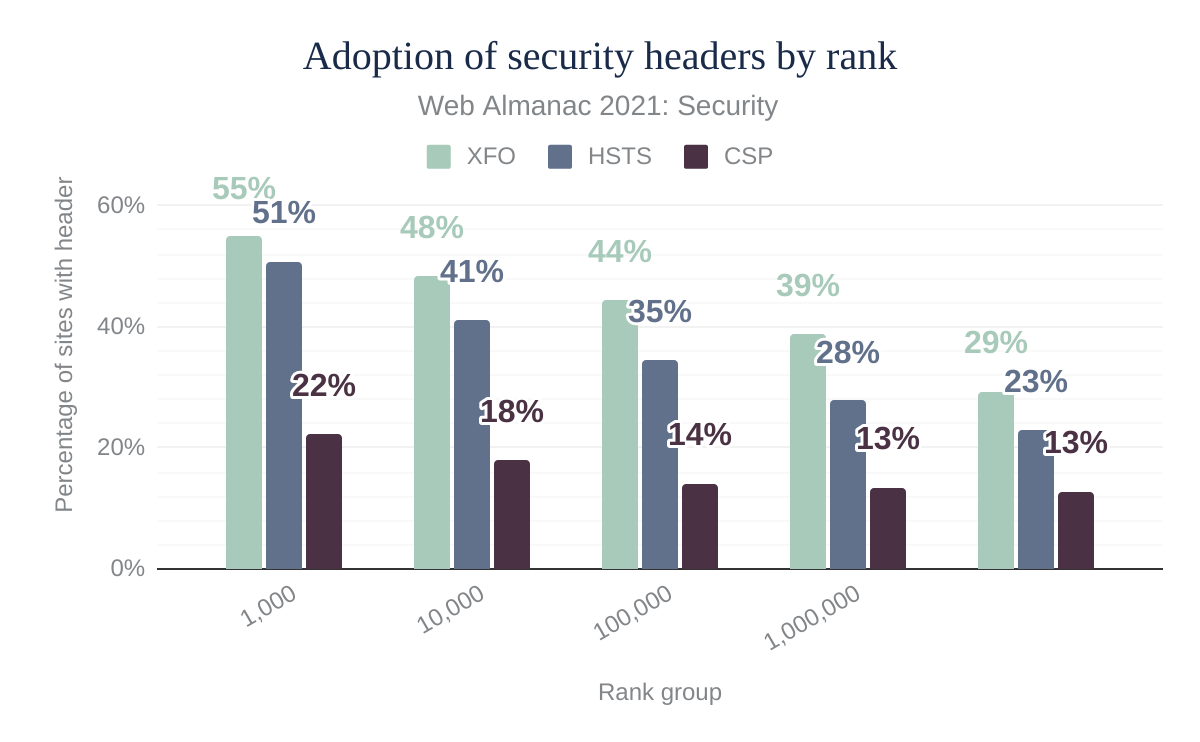 Adoption of security headers by rank
Web Almanac 2021: Security
XFO HSTS CSP
Percentage of sites with header
60%
40%
20%
0%
55% 51% 22%
48% 41% 18%
44% 35% 14%
39% 28% 13%
29% 23% 13%
1,000 10,000 100,000 1,000,000
Rank group